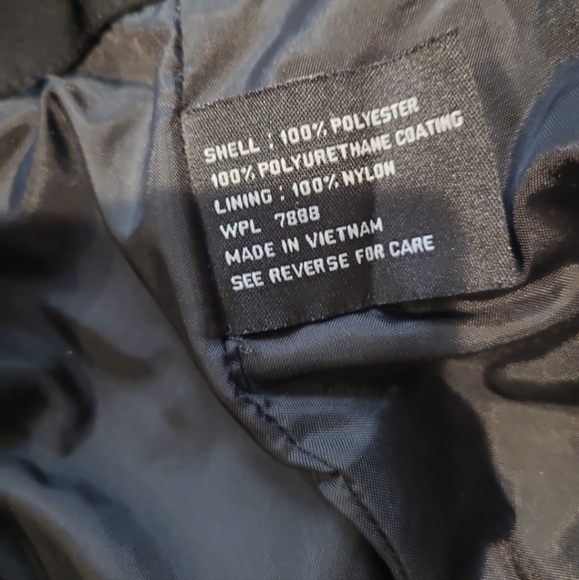 SHELL : 100% POLYESTER
100% POLYURETHANE COATING
LINING : 100% NYLON
WPL 7888
MADE IN VIETNAM
SEE REVERSE FOR CARE